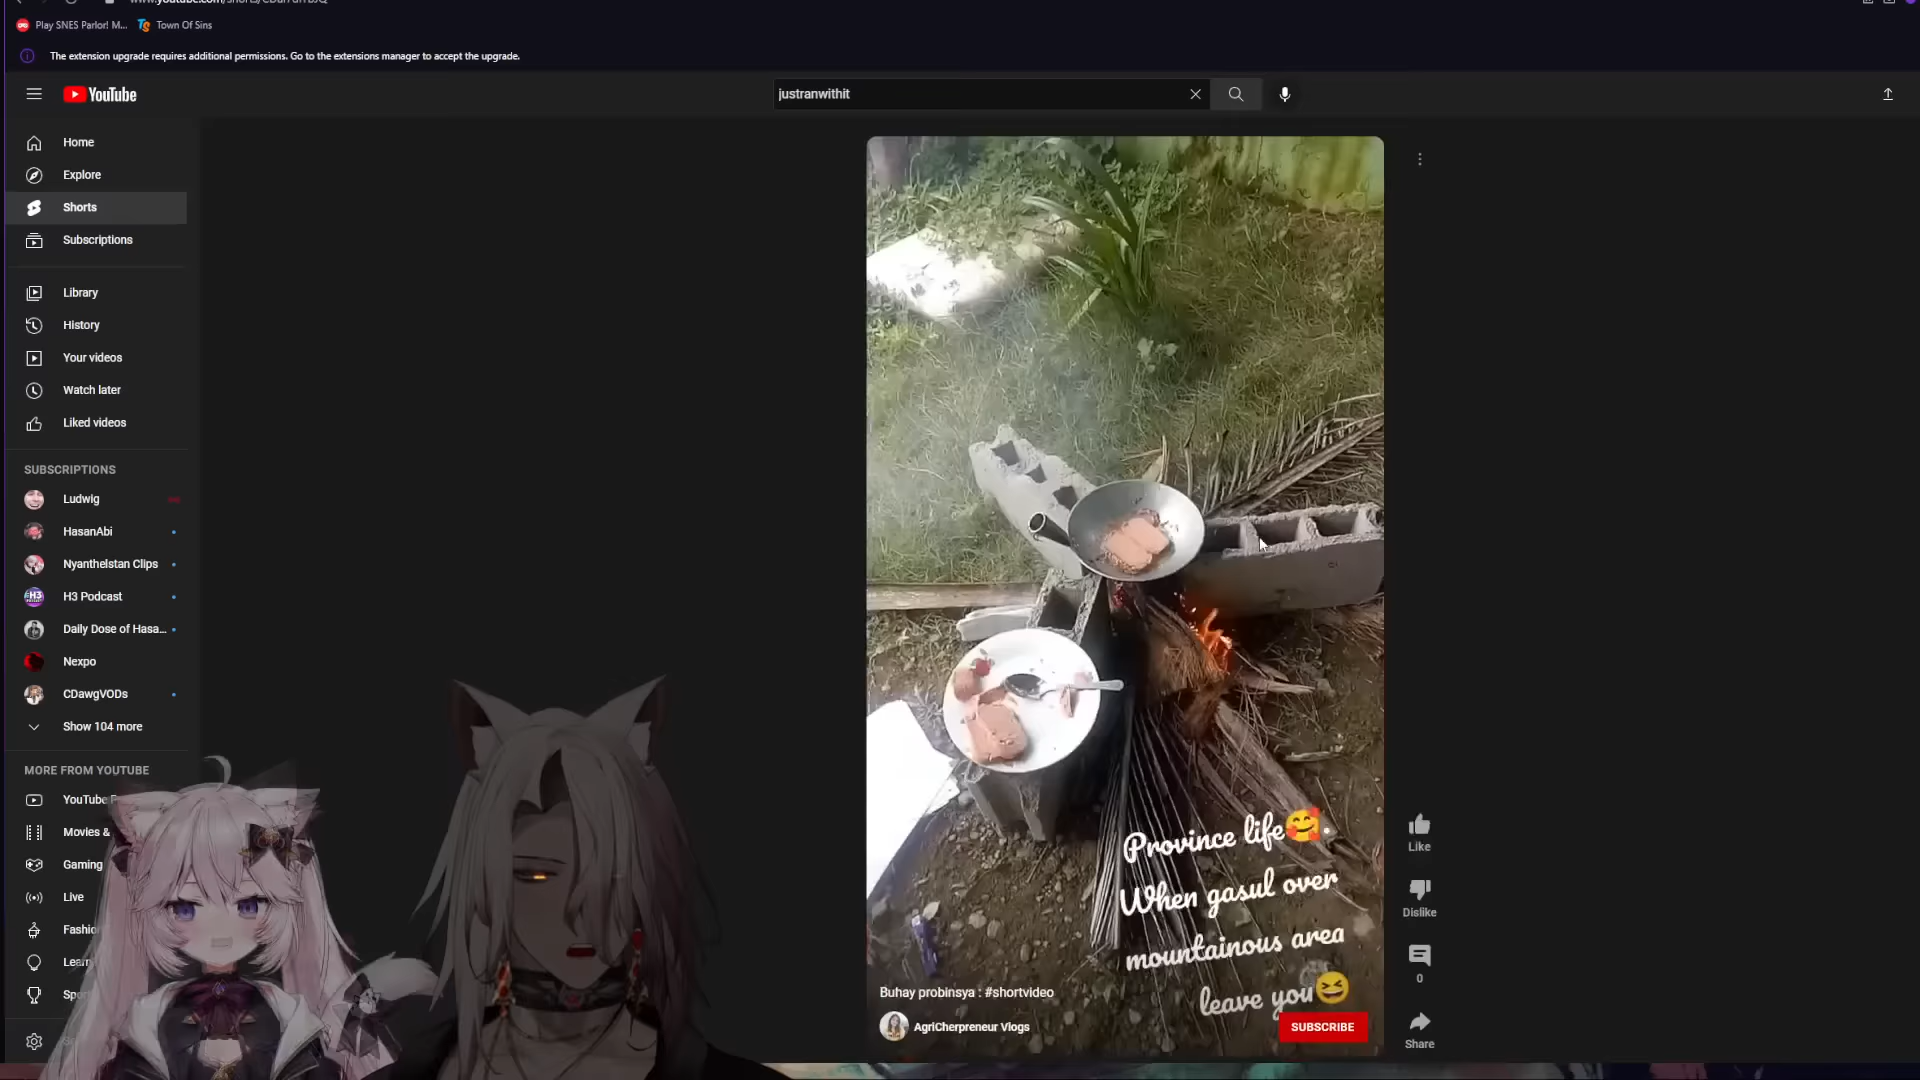 Play SNES Parlor! M...
Town Of Sins
The extension upgrade requires additional permissions. Go to the extensions manager to accept the upgrade.
YouTube
justranwithit
Home
Explore
Shorts
Subscriptions
Library
History
Your videos
Watch later
Liked videos
SUBSCRIPTIONS
Ludwig
HasanAbi
Nyanthelstan Clips
H3 Podcast
Daily Dose of Hasa...
Nexpo
CDawgVODs
Show 104 more
MORE FROM YOUTUBE
YouTube
Movies &
Gaming
Live
Province life🥰
When gasul over
mountainous area
leave you😆
Buhay probinsya : #shortvideo
AgriCherpreneur Vlogs
SUBSCRIBE
Like
Dislike
0
Share